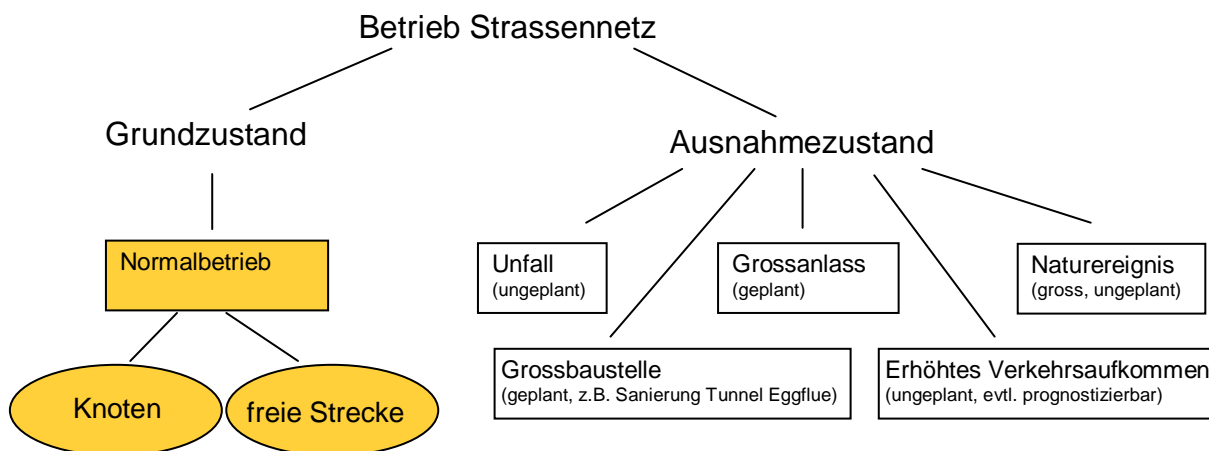 Betrieb Strassennetz
Grundzustand
Ausnahmezustand
Normalbetrieb
Unfall
(ungeplant)
Grossanlass
(geplant)
Naturereignis
(gross, ungeplant)
Grossbaustelle
(geplant, z.B. Sanierung Tunnel Eggflue)
Erhöhtes Verkehrsaufkommen
(ungeplant, evtl. prognostizierbar)
Knoten
freie Strecke